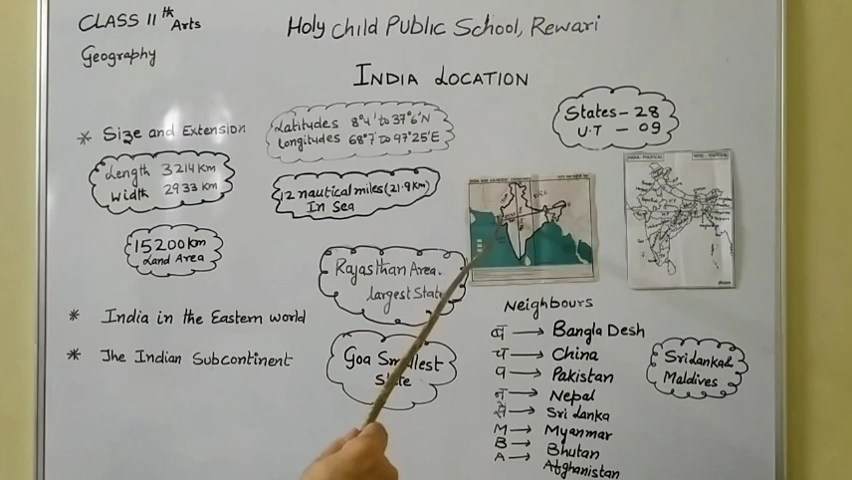 CLASS 11th Arts
Geography
Holy Child Public School, Rewari
INDIA LOCATION
* Size and Extension
Latitudes 8°4' to 37°6'N
Longitudes 68°7' to 97°25'E
States - 28
U.T - 09
Length 3214 Km
Width 2933 Km
12 nautical miles (21.9 Km)
In Sea
15200 Km
Land Area
Rajasthan Area.
largest State
* India in the Eastern world
* The Indian Subcontinent
Goa Smallest
State
Neighbours
ब → Bangla Desh
च → China
प → Pakistan
न → Nepal
से → Sri Lanka
M → Myanmar
B → Bhutan
A → Afghanistan
Sri Lanka &
Maldives